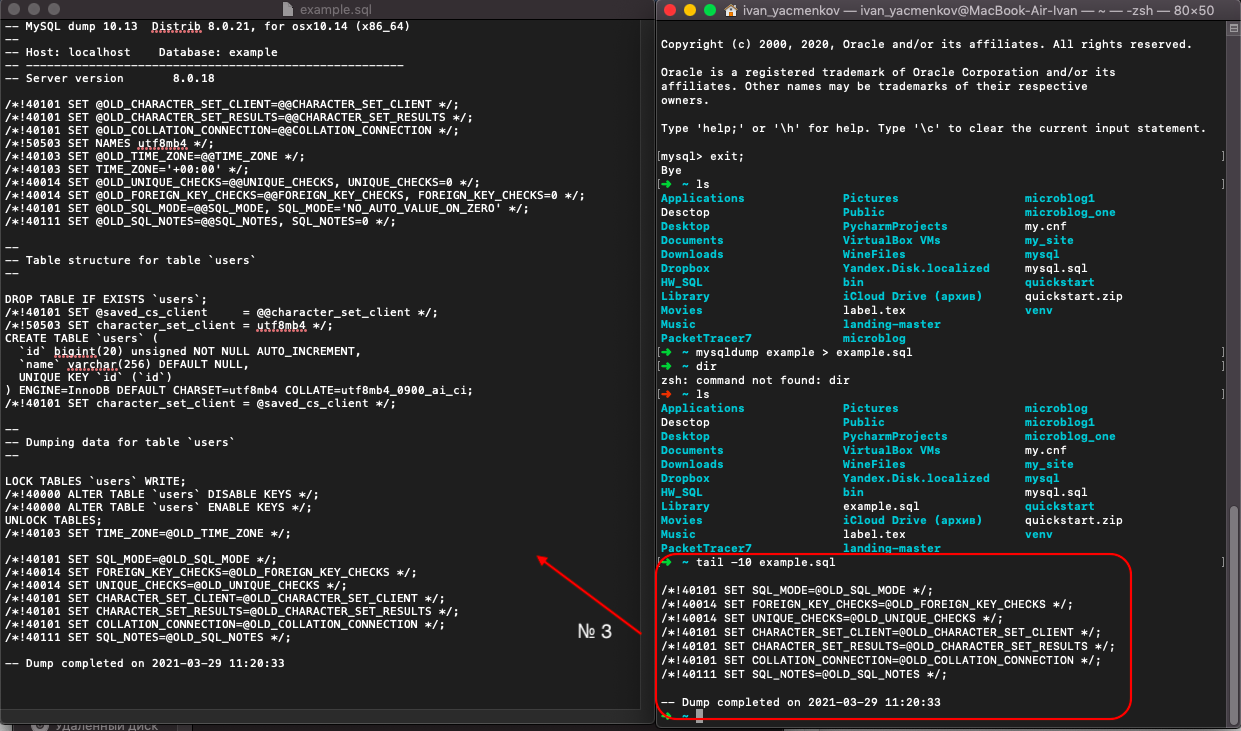 example.sql
-- MySQL dump 10.13  Distrib 8.0.21, for osx10.14 (x86_64)
--
-- Host: localhost    Database: example
-- ------------------------------------------------------
-- Server version       8.0.18
/*!40101 SET @OLD_CHARACTER_SET_CLIENT=@@CHARACTER_SET_CLIENT */;
/*!40101 SET @OLD_CHARACTER_SET_RESULTS=@@CHARACTER_SET_RESULTS */;
/*!40101 SET @OLD_COLLATION_CONNECTION=@@COLLATION_CONNECTION */;
/*!50503 SET NAMES utf8mb4 */;
/*!40103 SET @OLD_TIME_ZONE=@@TIME_ZONE */;
/*!40103 SET TIME_ZONE='+00:00' */;
/*!40014 SET @OLD_UNIQUE_CHECKS=@@UNIQUE_CHECKS, UNIQUE_CHECKS=0 */;
/*!40014 SET @OLD_FOREIGN_KEY_CHECKS=@@FOREIGN_KEY_CHECKS, FOREIGN_KEY_CHECKS=0 */;
/*!40101 SET @OLD_SQL_MODE=@@SQL_MODE, SQL_MODE='NO_AUTO_VALUE_ON_ZERO' */;
/*!40111 SET @OLD_SQL_NOTES=@@SQL_NOTES, SQL_NOTES=0 */;
--
-- Table structure for table `users`
--
DROP TABLE IF EXISTS `users`;
/*!40101 SET @saved_cs_client     = @@character_set_client */;
/*!50503 SET character_set_client = utf8mb4 */;
CREATE TABLE `users` (
  `id` bigint(20) unsigned NOT NULL AUTO_INCREMENT,
  `name` varchar(256) DEFAULT NULL,
  UNIQUE KEY `id` (`id`)
) ENGINE=InnoDB DEFAULT CHARSET=utf8mb4 COLLATE=utf8mb4_0900_ai_ci;
/*!40101 SET character_set_client = @saved_cs_client */;
--
-- Dumping data for table `users`
--
LOCK TABLES `users` WRITE;
/*!40000 ALTER TABLE `users` DISABLE KEYS */;
/*!40000 ALTER TABLE `users` ENABLE KEYS */;
UNLOCK TABLES;
/*!40103 SET TIME_ZONE=@OLD_TIME_ZONE */;
/*!40101 SET SQL_MODE=@OLD_SQL_MODE */;
/*!40014 SET FOREIGN_KEY_CHECKS=@OLD_FOREIGN_KEY_CHECKS */;
/*!40014 SET UNIQUE_CHECKS=@OLD_UNIQUE_CHECKS */;
/*!40101 SET CHARACTER_SET_CLIENT=@OLD_CHARACTER_SET_CLIENT */;
/*!40101 SET CHARACTER_SET_RESULTS=@OLD_CHARACTER_SET_RESULTS */;
/*!40101 SET COLLATION_CONNECTION=@OLD_COLLATION_CONNECTION */;
/*!40111 SET SQL_NOTES=@OLD_SQL_NOTES */;
-- Dump completed on 2021-03-29 11:20:33
№ 3
Удаленный диск
ivan_yacmenkov — ivan_yacmenkov@MacBook-Air-Ivan — ~ — -zsh — 80×50
Copyright (c) 2000, 2020, Oracle and/or its affiliates. All rights reserved.
Oracle is a registered trademark of Oracle Corporation and/or its
affiliates. Other names may be trademarks of their respective
owners.
Type 'help;' or '\h' for help. Type '\c' to clear the current input statement.
[mysql> exit; ]
Bye
[➜  ~ ls ]
Applications Pictures microblog1
Desctop Public microblog_one
Desktop PycharmProjects my.cnf
Documents VirtualBox VMs my_site
Downloads WineFiles mysql
Dropbox Yandex.Disk.localized mysql.sql
HW_SQL bin quickstart
Library iCloud Drive (архив) quickstart.zip
Movies label.tex venv
Music landing-master
PacketTracer7 microblog
[➜  ~ mysqldump example > example.sql ]
[➜  ~ dir ]
zsh: command not found: dir
[➜  ~ ls ]
Applications Pictures microblog
Desctop Public microblog1
Desktop PycharmProjects microblog_one
Documents VirtualBox VMs my.cnf
Downloads WineFiles my_site
Dropbox Yandex.Disk.localized mysql
HW_SQL bin mysql.sql
Library example.sql quickstart
Movies iCloud Drive (архив) quickstart.zip
Music label.tex venv
PacketTracer7 landing-master
[➜  ~ tail -10 example.sql ]
/*!40101 SET SQL_MODE=@OLD_SQL_MODE */;
/*!40014 SET FOREIGN_KEY_CHECKS=@OLD_FOREIGN_KEY_CHECKS */;
/*!40014 SET UNIQUE_CHECKS=@OLD_UNIQUE_CHECKS */;
/*!40101 SET CHARACTER_SET_CLIENT=@OLD_CHARACTER_SET_CLIENT */;
/*!40101 SET CHARACTER_SET_RESULTS=@OLD_CHARACTER_SET_RESULTS */;
/*!40101 SET COLLATION_CONNECTION=@OLD_COLLATION_CONNECTION */;
/*!40111 SET SQL_NOTES=@OLD_SQL_NOTES */;
-- Dump completed on 2021-03-29 11:20:33
➜  ~